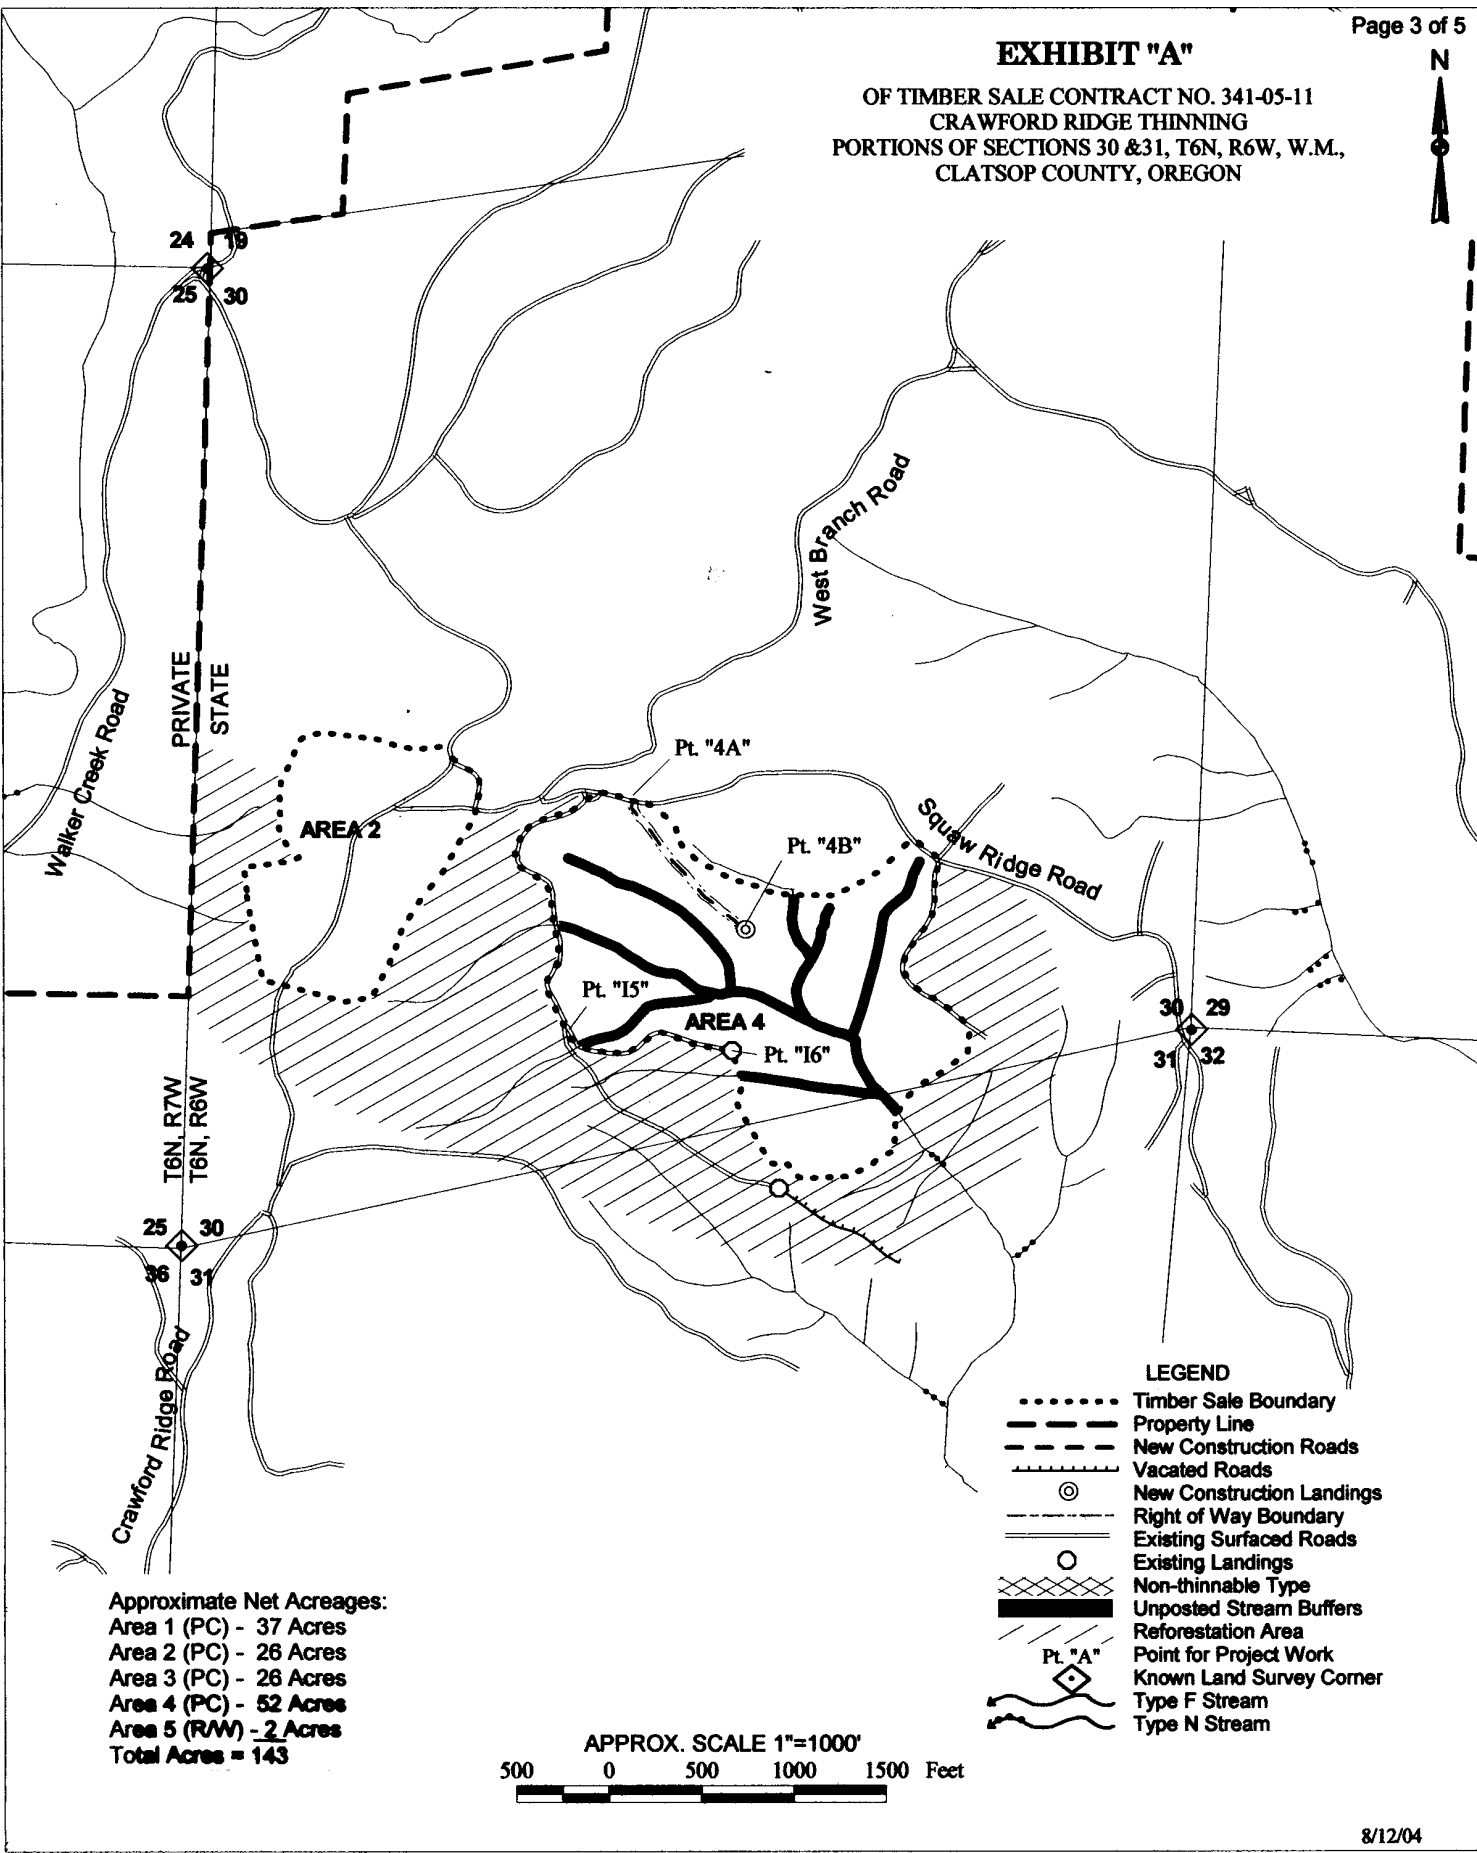 Page 3 of 5
EXHIBIT "A"
N
OF TIMBER SALE CONTRACT NO. 341-05-11
CRAWFORD RIDGE THINNING
PORTIONS OF SECTIONS 30 &31, T6N, R6W, W.M.,
CLATSOP COUNTY, OREGON
24 19
25 30
West Branch Road
PRIVATE
STATE
Walker Creek Road
Pt. "4A"
AREA 2
Pt. "4B"
Squaw Ridge Road
Pt. "I5"
AREA 4
Pt. "I6"
30 29
31 32
T6N, R7W
T6N, R6W
25 30
36 31
Crawford Ridge Road
LEGEND
Timber Sale Boundary
Property Line
New Construction Roads
Vacated Roads
New Construction Landings
Right of Way Boundary
Existing Surfaced Roads
Existing Landings
Non-thinnable Type
Unposted Stream Buffers
Reforestation Area
Pt. "A" Point for Project Work
Known Land Survey Corner
Type F Stream
Type N Stream
Approximate Net Acreages:
Area 1 (PC) - 37 Acres
Area 2 (PC) - 26 Acres
Area 3 (PC) - 26 Acres
Area 4 (PC) - 52 Acres
Area 5 (R/W) - 2 Acres
Total Acres = 143
APPROX. SCALE 1"=1000'
500 0 500 1000 1500 Feet
8/12/04